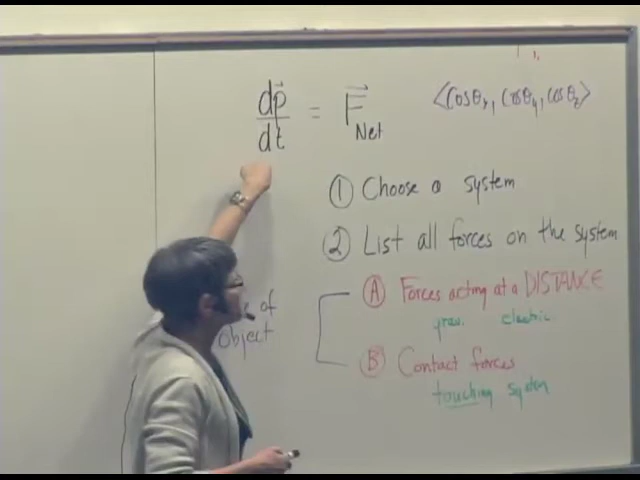 dp⃗/dt = F⃗ Net
<cosθx, cosθy, cosθz>
① Choose a system
② List all forces on the system
Ⓐ Forces acting at a DISTANCE
grav. electric
Ⓑ Contact forces
touching system
of
object